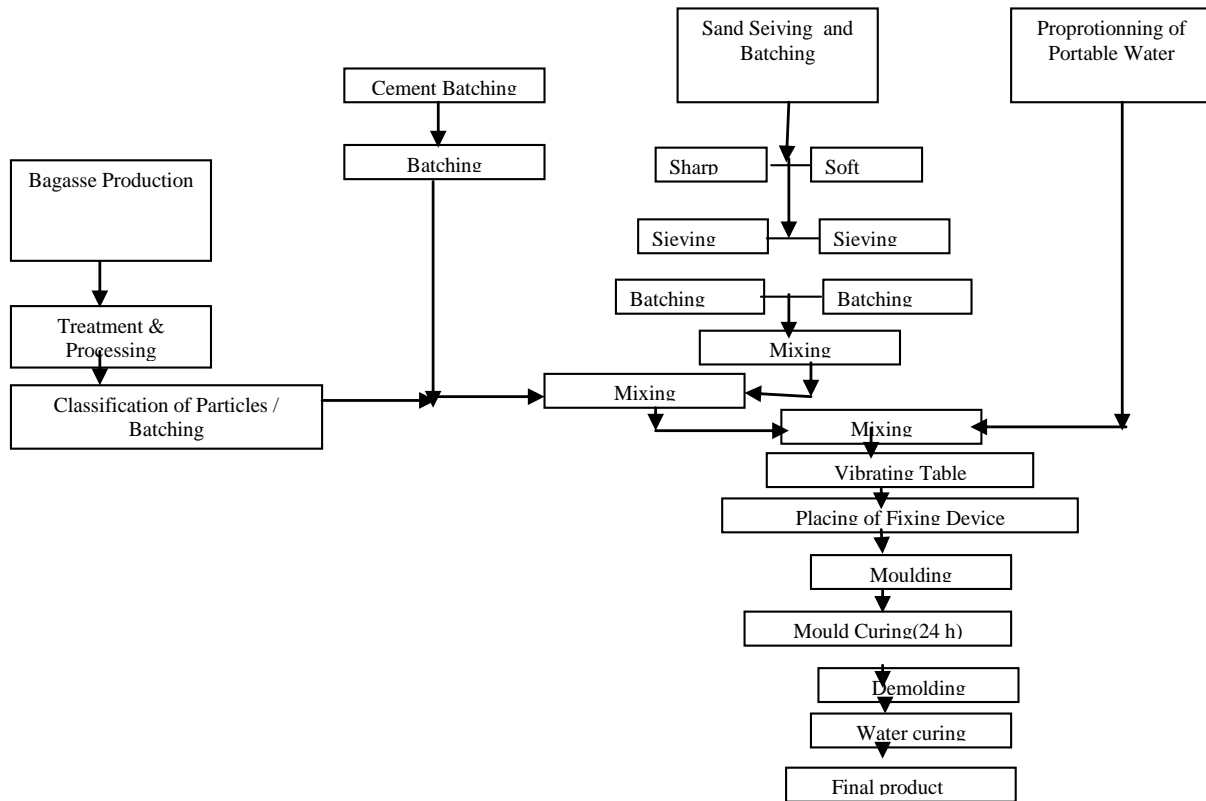 Sand Seiving and
Batching
Proprotionning of
Portable Water
Cement Batching
Batching
Bagasse Production
Sharp
Soft
Sieving
Sieving
Batching
Batching
Treatment &
Processing
Mixing
Classification of Particles /
Batching
Mixing
Mixing
Vibrating Table
Placing of Fixing Device
Moulding
Mould Curing(24 h)
Demolding
Water curing
Final product